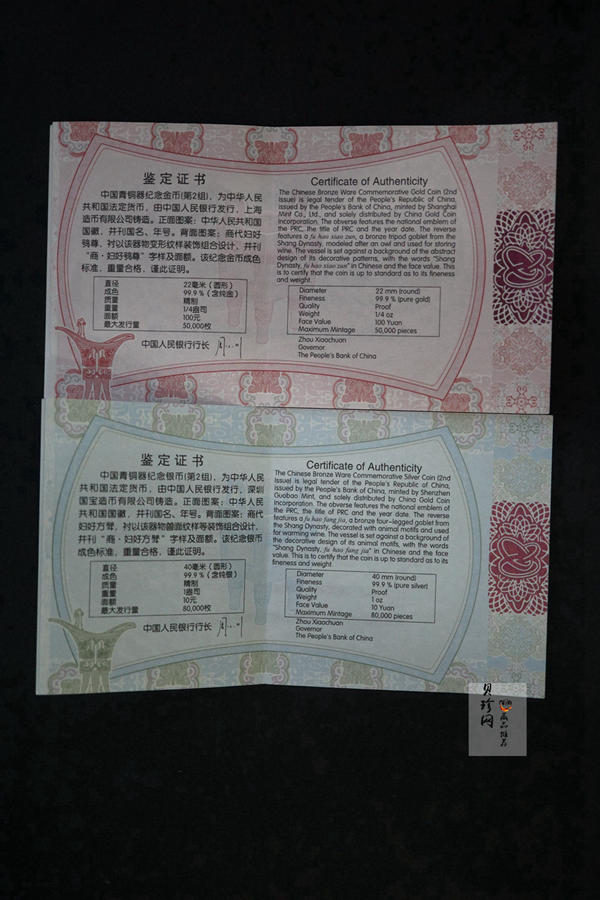 鉴定证书
中国青铜器纪念金币(第2组)，为中华人民
共和国法定货币，由中国人民银行发行，上海
造币有限公司铸造。正面图案：中华人民共和国
国徽，并刊国名、年号。背面图案：商代妇好
鸮尊，衬以该器物变形纹样装饰组合设计，并刊
“商·妇好鸮尊”字样及面额。该纪念金币成色
标准，重量合格，谨此证明。
直径 22毫米（圆形）
成色 99.9％（含纯金）
质量 精制
重量 1/4盎司
面额 100元
最大发行量 50,000枚
中国人民银行行长
Certificate of Authenticity
The Chinese Bronze Ware Commemorative Gold Coin (2nd
Issue) is legal tender of the People's Republic of China,
issued by the People's Bank of China, minted by Shanghai
Mint Co., Ltd., and solely distributed by China Gold Coin
Incorporation. The obverse features the national emblem of
the PRC, the title of PRC and the year date. The reverse
features a fu hao xiao zun, a bronze tripod goblet from the
Shang Dynasty, modeled after an owl and used for storing
wine. The vessel is set against a background of the abstract
design of its decorative patterns, with the words "Shang
Dynasty, fu hao xiao zun" in Chinese and the face value. This
is to certify that the coin is up to standard as to its fineness
and weight.
Diameter 22 mm (round)
Fineness 99.9 % (pure gold)
Quality Proof
Weight 1/4 oz
Face Value 100 Yuan
Maximum Mintage 50,000 pieces
Zhou Xiaochuan
Governor
The People's Bank of China
鉴定证书
中国青铜器纪念银币(第2组)，为中华人民
共和国法定货币，由中国人民银行发行，深圳
国宝造币有限公司铸造。正面图案：中华人民
共和国国徽，并刊国名、年号。背面图案：商代
妇好方斝，衬以该器物兽面纹样等装饰组合设计，
并刊“商·妇好方斝”字样及面额。该纪念银币
成色标准，重量合格，谨此证明。
直径 40毫米（圆形）
成色 99.9％（含纯银）
质量 精制
重量 1盎司
面额 10元
最大发行量 80,000枚
中国人民银行行长
Certificate of Authenticity
The Chinese Bronze Ware Commemorative Silver Coin (2nd
Issue) is legal tender of the People's Republic of China,
issued by the People's Bank of China, minted by Shenzhen
Guobao Mint, and solely distributed by China Gold Coin
Incorporation. The obverse features the national emblem of
the PRC, the title of PRC and the year date. The reverse
features a fu hao fang jia, a bronze four-legged goblet from
the Shang Dynasty, decorated with animal motifs and used
for warming wine. The vessel is set against a background of
the decorative design of its animal motifs, with the words
"Shang Dynasty, fu hao fang jia" in Chinese and the face
value. This is to certify that the coin is up to standard as to its
fineness and weight.
Diameter 40 mm (round)
Fineness 99.9 % (pure silver)
Quality Proof
Weight 1 oz
Face Value 10 Yuan
Maximum Mintage 80,000 pieces
Zhou Xiaochuan
Governor
The People's Bank of China
贝珍网
尚品推荐